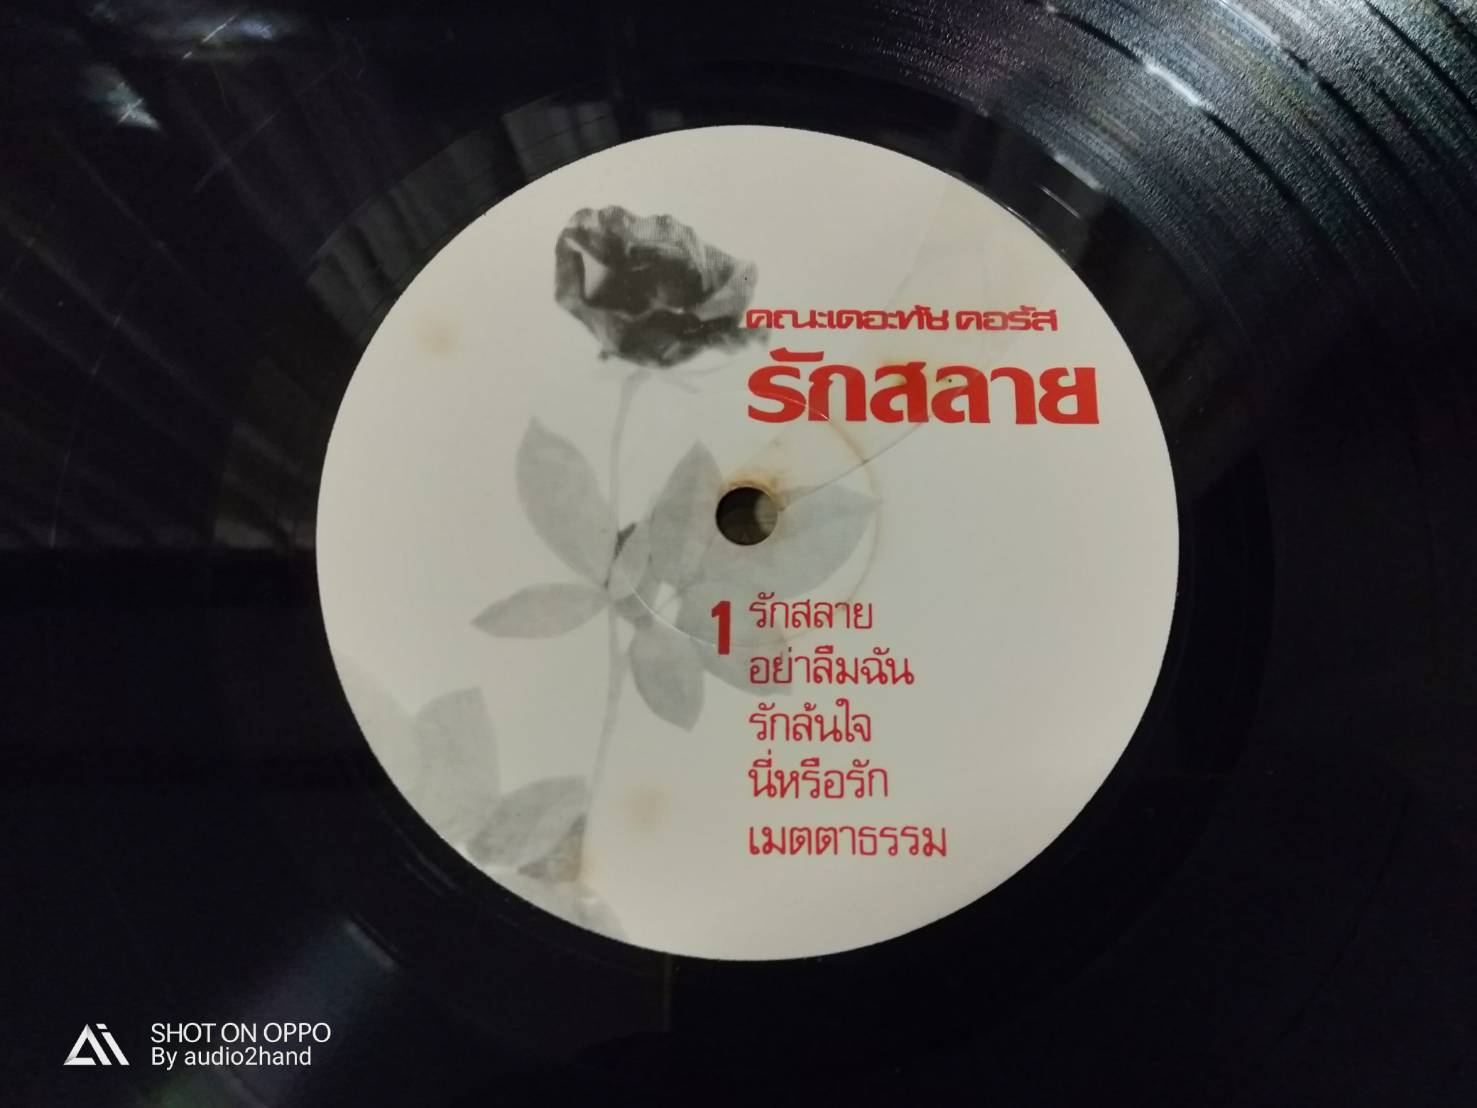 คณะเดอะทัช คอรัส
รักสลาย
1 รักสลาย
อย่าลืมฉัน
รักล้นใจ
นี่หรือรัก
เมตตาธรรม
SHOT ON OPPO
By audio2hand